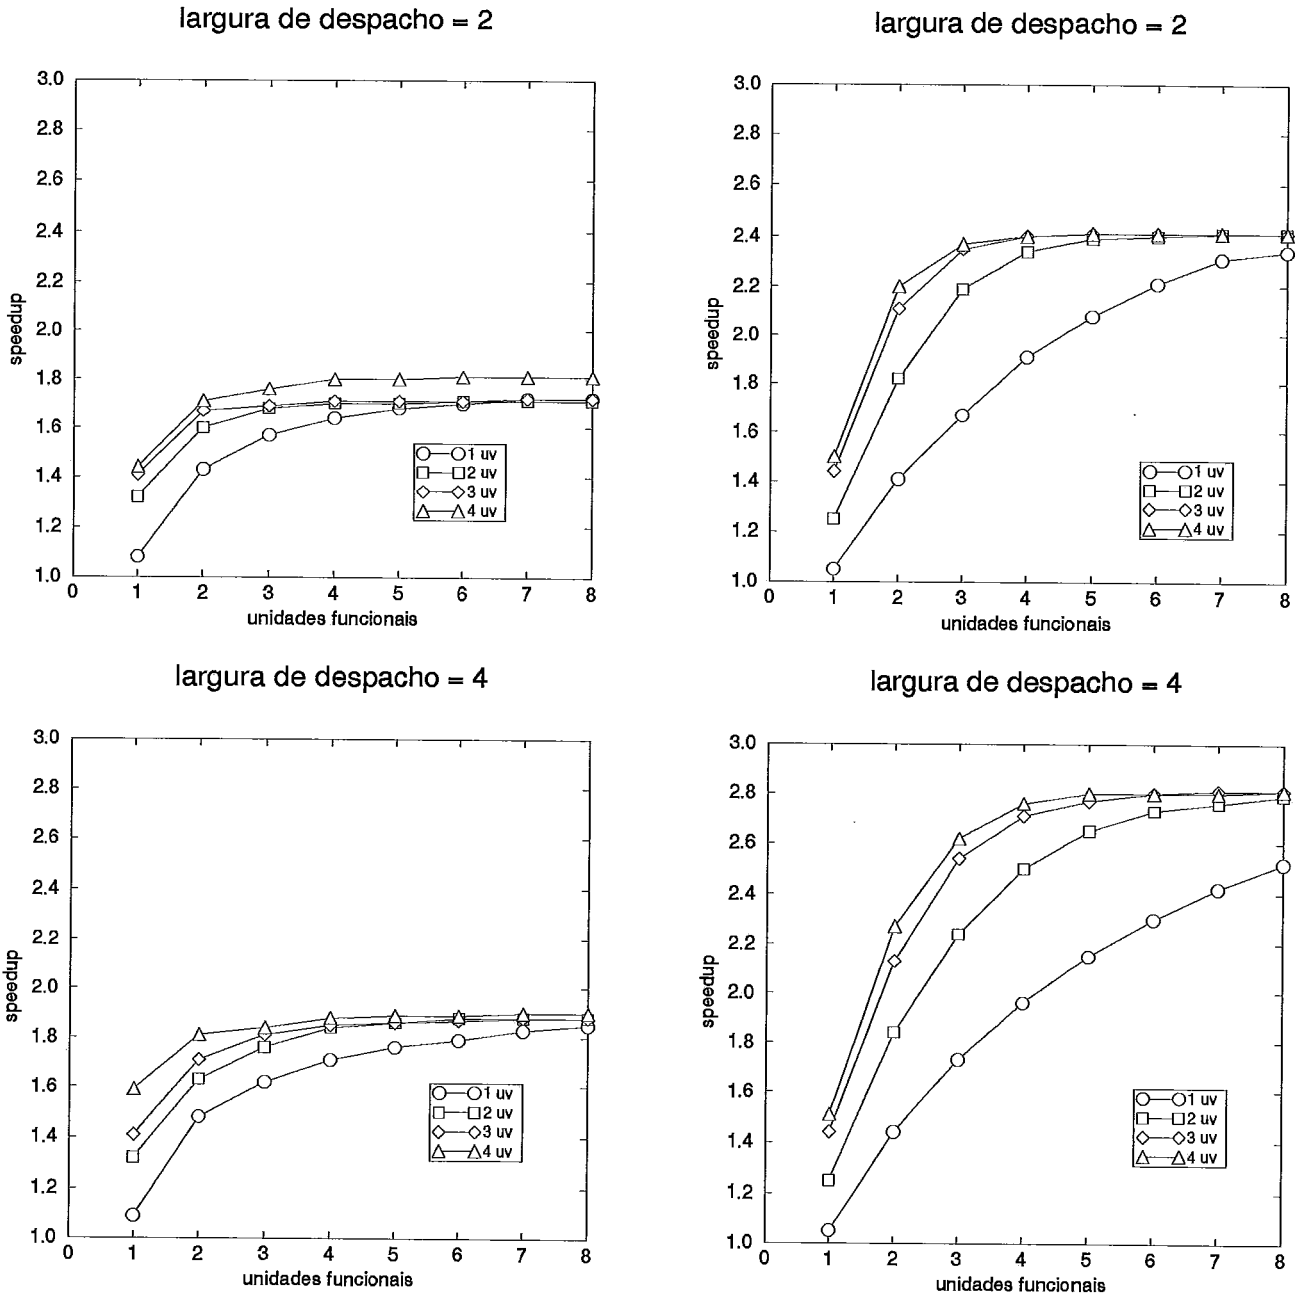 largura de despacho = 2
3.0
2.8
2.6
2.4
2.2
2.0
1.8
1.6
1.4
1.2
1.0
speedup
0 1 2 3 4 5 6 7 8
unidades funcionais
1 uv
2 uv
3 uv
4 uv
largura de despacho = 2
3.0
2.8
2.6
2.4
2.2
2.0
1.8
1.6
1.4
1.2
1.0
speedup
0 1 2 3 4 5 6 7 8
unidades funcionais
1 uv
2 uv
3 uv
4 uv
largura de despacho = 4
3.0
2.8
2.6
2.4
2.2
2.0
1.8
1.6
1.4
1.2
1.0
speedup
0 1 2 3 4 5 6 7 8
unidades funcionais
1 uv
2 uv
3 uv
4 uv
largura de despacho = 4
3.0
2.8
2.6
2.4
2.2
2.0
1.8
1.6
1.4
1.2
1.0
speedup
0 1 2 3 4 5 6 7 8
unidades funcionais
1 uv
2 uv
3 uv
4 uv